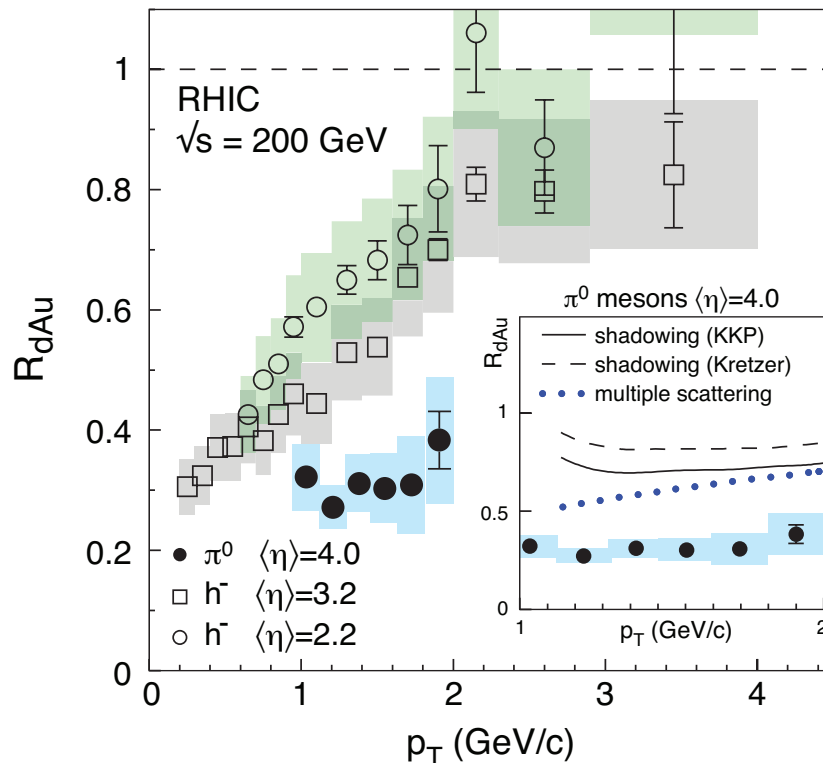 R_dAu
1
0.8
0.6
0.4
0.2
0
RHIC
√s = 200 GeV
● π⁰ ⟨η⟩=4.0
□ h⁻ ⟨η⟩=3.2
○ h⁻ ⟨η⟩=2.2
0 1 2 3 4
p_T (GeV/c)
π⁰ mesons ⟨η⟩=4.0
shadowing (KKP)
shadowing (Kretzer)
multiple scattering
R_dAu
1
0.5
0
1 2
p_T (GeV/c)